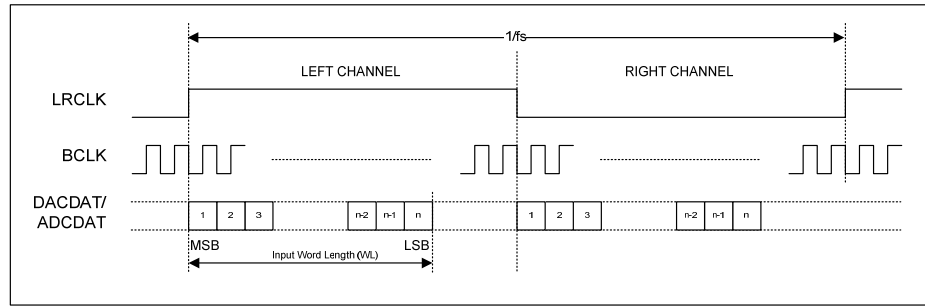 1/fs
LEFT CHANNEL RIGHT CHANNEL
LRCLK
BCLK
DACDAT/
ADCDAT
1 2 3 n-2 n-1 n 1 2 3 n-2 n-1 n
MSB LSB
Input Word Length (WL)